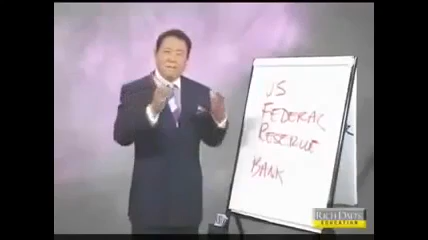 US
FEDERAL
RESERVE
BANK
RICH DAD'S
EDUCATION